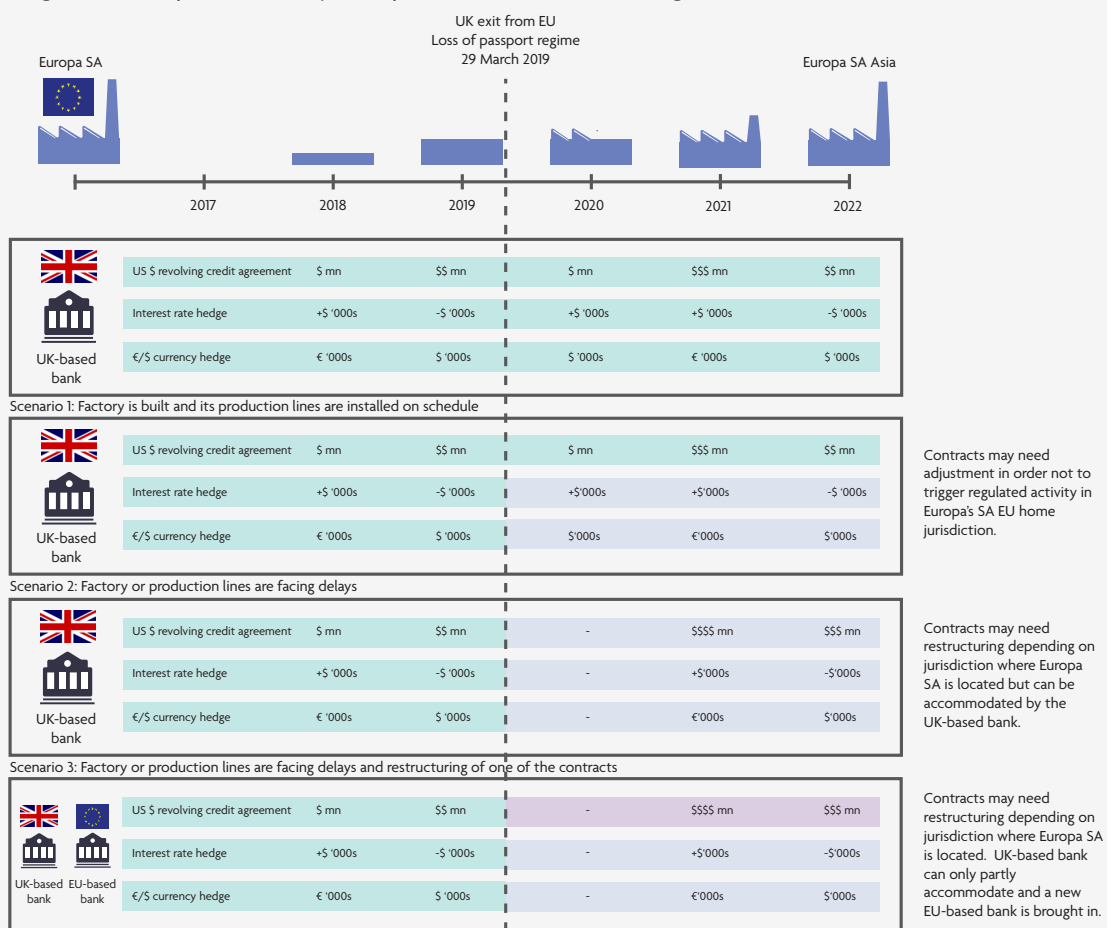 UK exit from EU
Loss of passport regime
29 March 2019
Europa SA
Europa SA Asia
2017 2018 2019 2020 2021 2022
US $ revolving credit agreement $ mn $$ mn $ mn $$$ mn $$ mn
Interest rate hedge +$ '000s -$ '000s +$ '000s +$ '000s -$ '000s
€/$ currency hedge € '000s $ '000s $ '000s € '000s $ '000s
UK-based
bank
Scenario 1: Factory is built and its production lines are installed on schedule
US $ revolving credit agreement $ mn $$ mn $ mn $$$ mn $$ mn
Interest rate hedge +$ '000s -$ '000s +$'000s +$'000s -$ '000s
€/$ currency hedge € '000s $ '000s $'000s €'000s $'000s
UK-based
bank
Contracts may need
adjustment in order not to
trigger regulated activity in
Europa's SA EU home
jurisdiction.
Scenario 2: Factory or production lines are facing delays
US $ revolving credit agreement $ mn $$ mn - $$$$ mn $$$ mn
Interest rate hedge +$ '000s -$ '000s - +$'000s -$'000s
€/$ currency hedge € '000s $ '000s - €'000s $'000s
UK-based
bank
Contracts may need
restructuring depending on
jurisdiction where Europa
SA is located but can be
accommodated by the
UK-based bank.
Scenario 3: Factory or production lines are facing delays and restructuring of one of the contracts
US $ revolving credit agreement $ mn $$ mn - $$$$ mn $$$ mn
Interest rate hedge +$ '000s -$ '000s - +$'000s -$'000s
€/$ currency hedge € '000s $ '000s - €'000s $'000s
UK-based EU-based
bank bank
Contracts may need
restructuring depending on
jurisdiction where Europa SA
is located. UK-based bank
can only partly
accommodate and a new
EU-based bank is brought in.